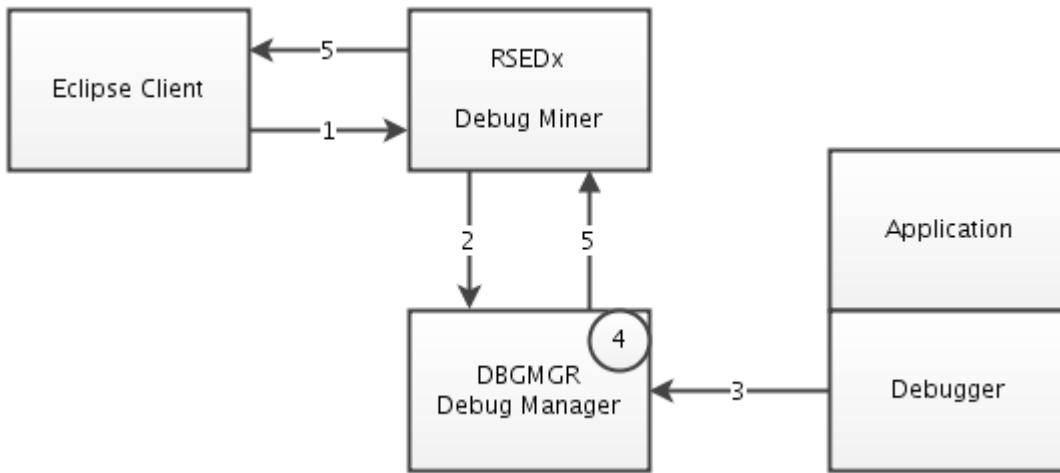 5
RSEDx
Eclipse Client
Debug Miner
1
Application
2
5
4
DBGMGR
Debug Manager
3
Debugger